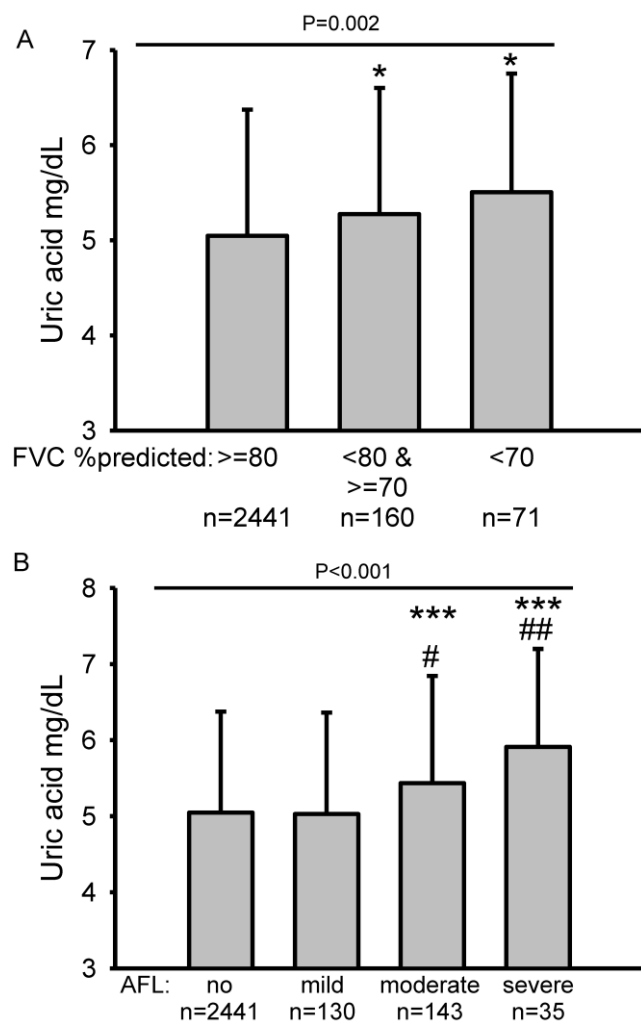 A
P=0.002
7
* *
6
5
4
3
Uric acid mg/dL
FVC %predicted: >=80 <80 & <70
>=70
n=2441 n=160 n=71
B
P<0.001
8
*** ***
# ##
7
6
5
4
3
Uric acid mg/dL
AFL: no mild moderate severe
n=2441 n=130 n=143 n=35